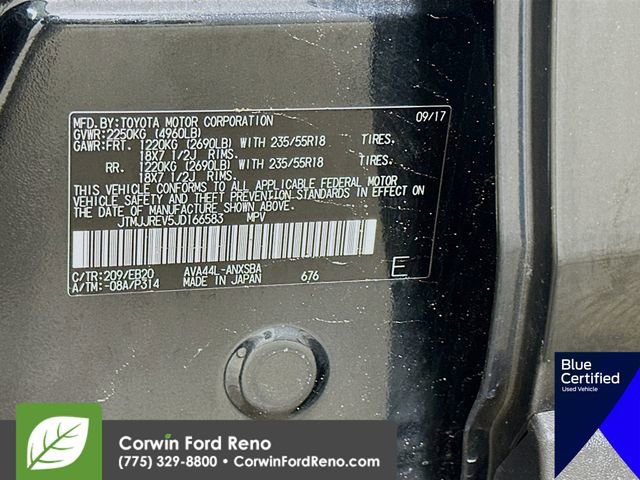 MFD.BY:TOYOTA MOTOR CORPORATION 09/17
GVWR:2250KG (4960LB)
GAWR:FRT. 1220KG (2690LB) WITH 235/55R18 TIRES,
18X7 1/2J RIMS.
RR. 1220KG (2690LB) WITH 235/55R18 TIRES,
18X7 1/2J RIMS.
THIS VEHICLE CONFORMS TO ALL APPLICABLE FEDERAL MOTOR
VEHICLE SAFETY AND THEFT PREVENTION STANDARDS IN EFFECT ON
THE DATE OF MANUFACTURE SHOWN ABOVE.
JTMJJREV5JD166583 MPV
C/TR:209/EB20 AVA44L-ANXSBA
A/TM:-08A/P314 MADE IN JAPAN 676 E
Blue
Certified
Used Vehicle
Corwin Ford Reno
(775) 329-8800 • CorwinFordReno.com